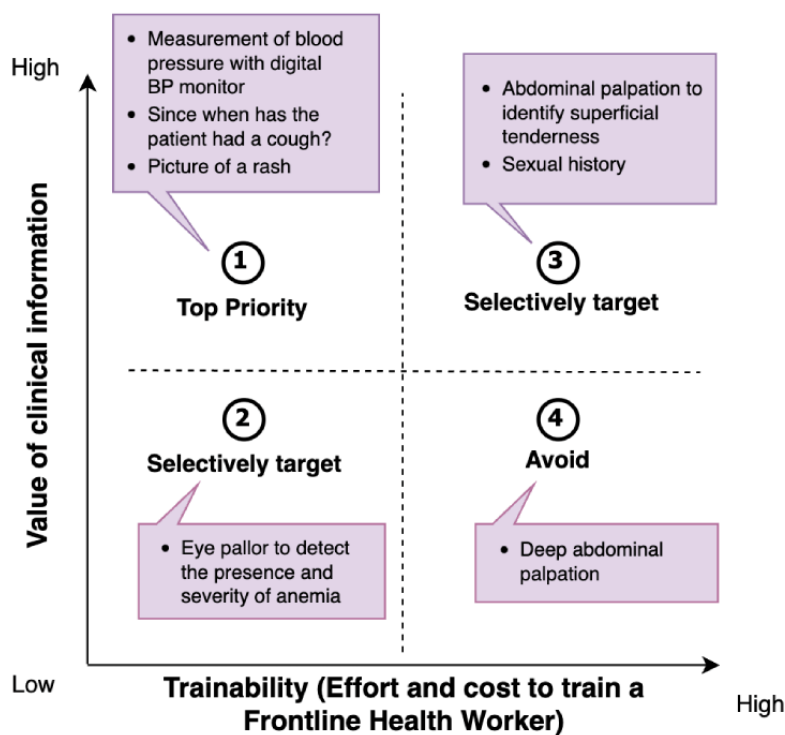 High
• Measurement of blood
pressure with digital
BP monitor
• Since when has the
patient had a cough?
• Picture of a rash
• Abdominal palpation to
identify superficial
tenderness
• Sexual history
1
Top Priority
3
Selectively target
Value of clinical information
2
Selectively target
4
Avoid
• Eye pallor to detect
the presence and
severity of anemia
• Deep abdominal
palpation
Low
Trainability (Effort and cost to train a
Frontline Health Worker)
High